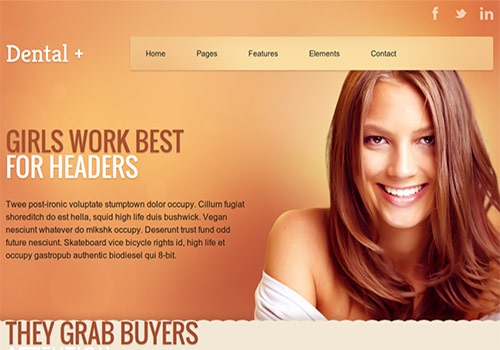 Dental +
Home Pages Features Elements Contact
GIRLS WORK BEST
FOR HEADERS
Twee post-ironic voluptate stumptown dolor occupy. Cillum fugiat
shoreditch do est hella, squid high life duis bushwick. Vegan
nesciunt whatever do mlkshk occupy. Deserunt trust fund odd
future nesciunt. Skateboard vice bicycle rights id, high life et
occupy gastropub authentic biodiesel qui 8-bit.
THEY GRAB BUYERS